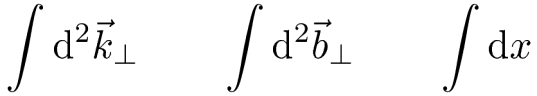 ∫ d²k⃗⊥ ∫ d²b⃗⊥ ∫ dx